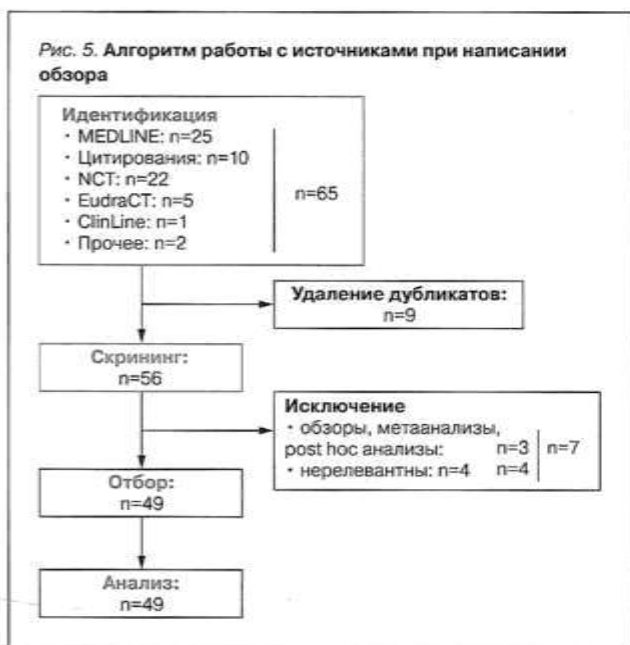 Рис. 5. Алгоритм работы с источниками при написании
обзора
Идентификация
· MEDLINE: n=25
· Цитирования: n=10
· NCT: n=22
· EudraCT: n=5
· ClinLine: n=1
· Прочее: n=2
n=65
Удаление дубликатов:
n=9
Скрининг:
n=56
Исключение
· обзоры, метаанализы,
post hoc анализы: n=3 n=7
· нерелевантны: n=4 n=4
Отбор:
n=49
Анализ:
n=49